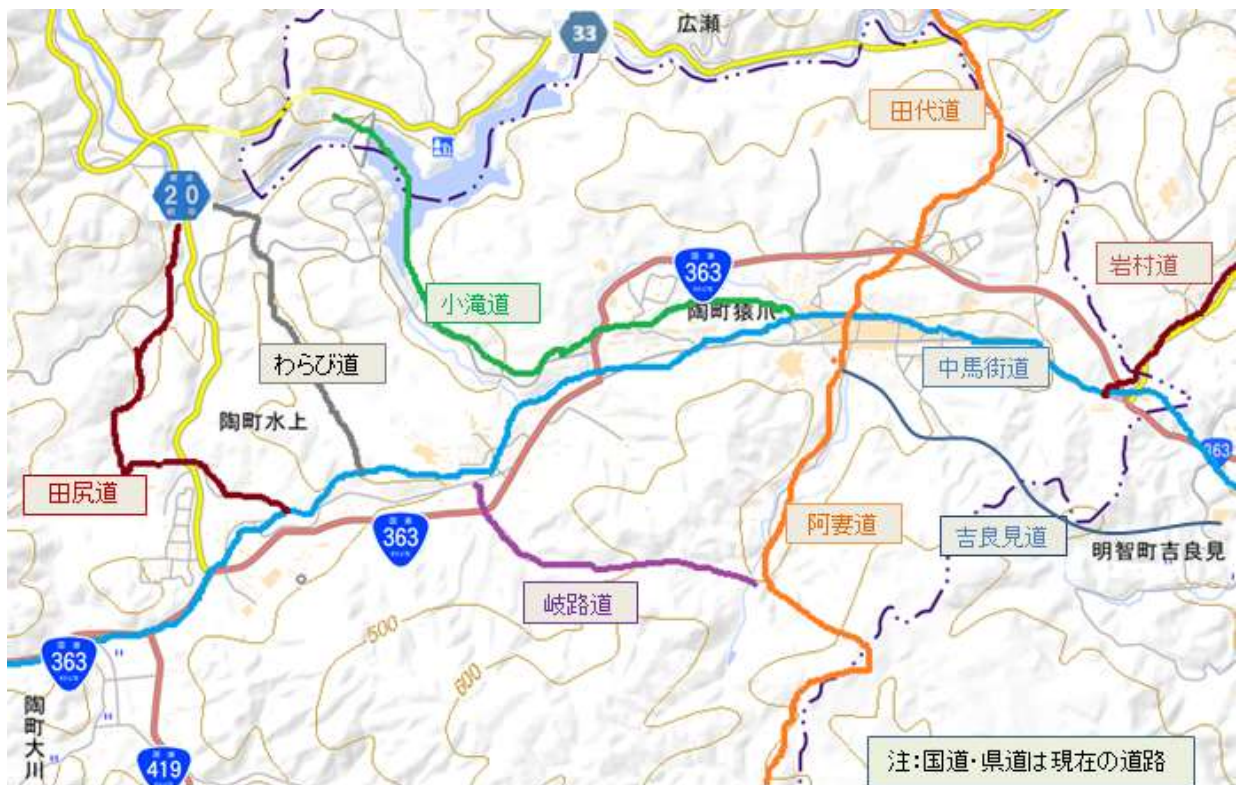 広瀬
33
田代道
20
岩村道
363
小滝道
陶町猿爪
わらび道
中馬街道
陶町水上
363
田尻道
363
阿妻道
吉良見道
明智町吉良見
岐路道
500
600
363
陶町大川
419
注:国道・県道は現在の道路